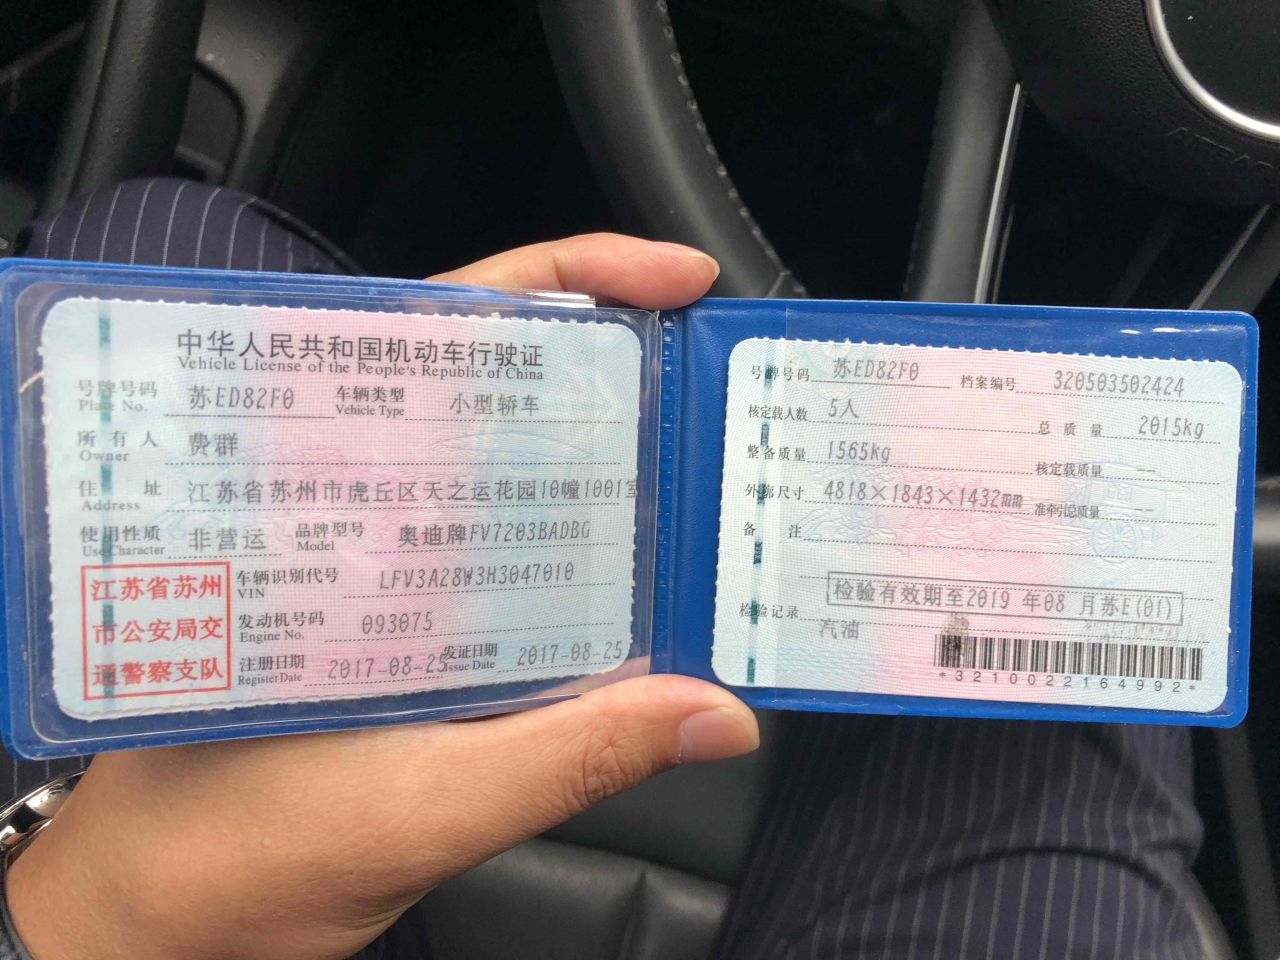 中华人民共和国机动车行驶证
Vehicle License of the People's Republic of China
号牌号码 苏ED82F0 车辆类型 小型轿车
Plate No. Vehicle Type
所有人 费群
Owner
住址 江苏省苏州市虎丘区天之运花园10幢1001室
Address
使用性质 非营运 品牌型号 奥迪牌FV7203BADBG
Use Character Model
江苏省苏州
市公安局交
通警察支队
车辆识别代号 LFV3A28W3H3047010
VIN
发动机号码 093075
Engine No.
注册日期 2017-08-25 发证日期 2017-08-25
Register Date Issue Date
号牌号码 苏ED82F0 档案编号 320503502424
核定载人数 5人 总质量 2015kg
整备质量 1565kg 核定载质量 --
外廓尺寸 4818×1843×1432mm 准牵引总质量 --
备注
检验有效期至2019 年08 月苏E(01)
检验记录
汽油
*3210022164992*